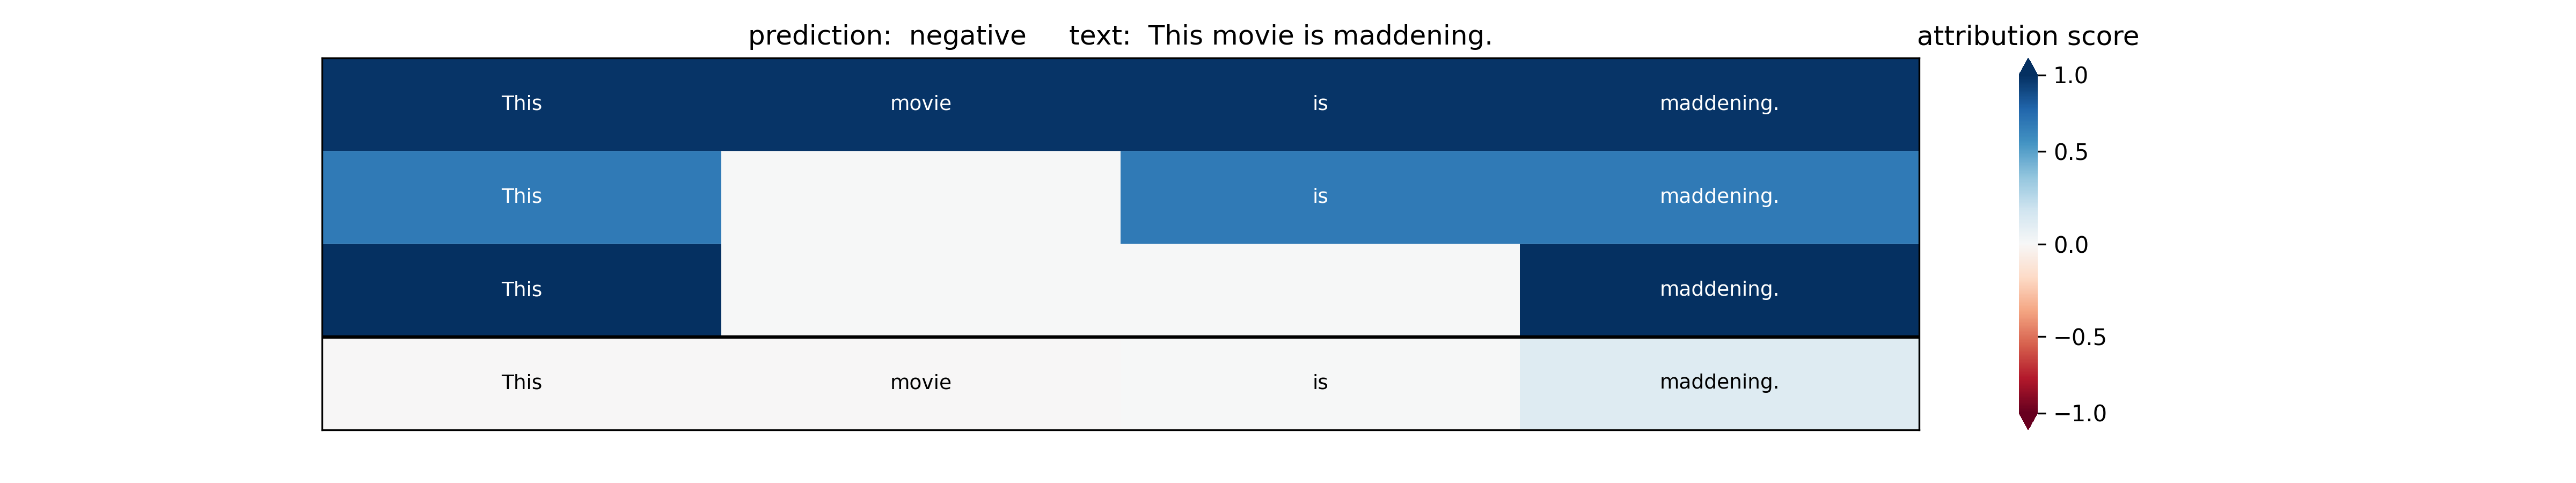 prediction:  negative     text:  This movie is maddening.
attribution score
This movie is maddening.
This is maddening.
This maddening.
This movie is maddening.
1.0
0.5
0.0
−0.5
−1.0